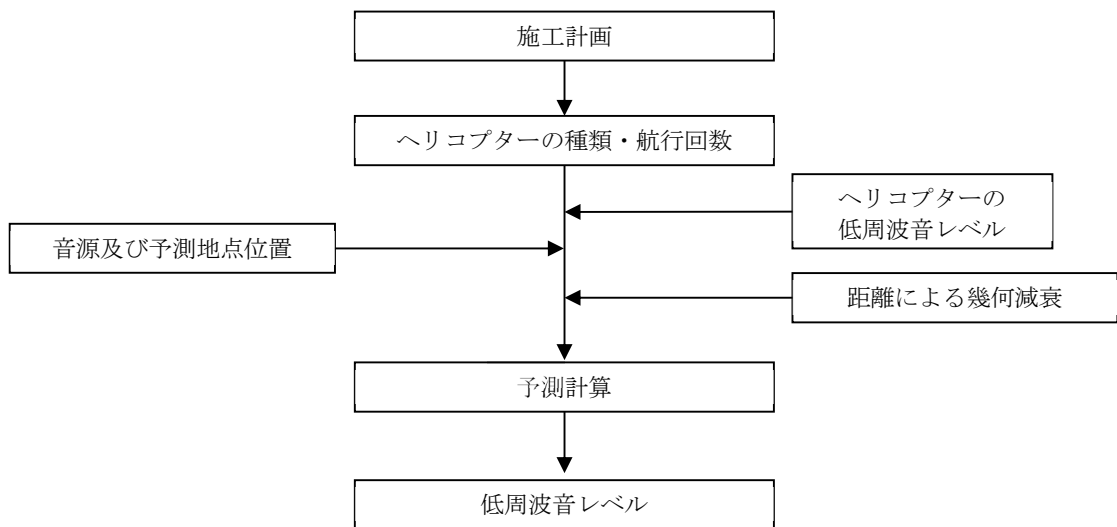 施工計画
ヘリコプターの種類・航行回数
ヘリコプターの
低周波音レベル
音源及び予測地点位置
距離による幾何減衰
予測計算
低周波音レベル